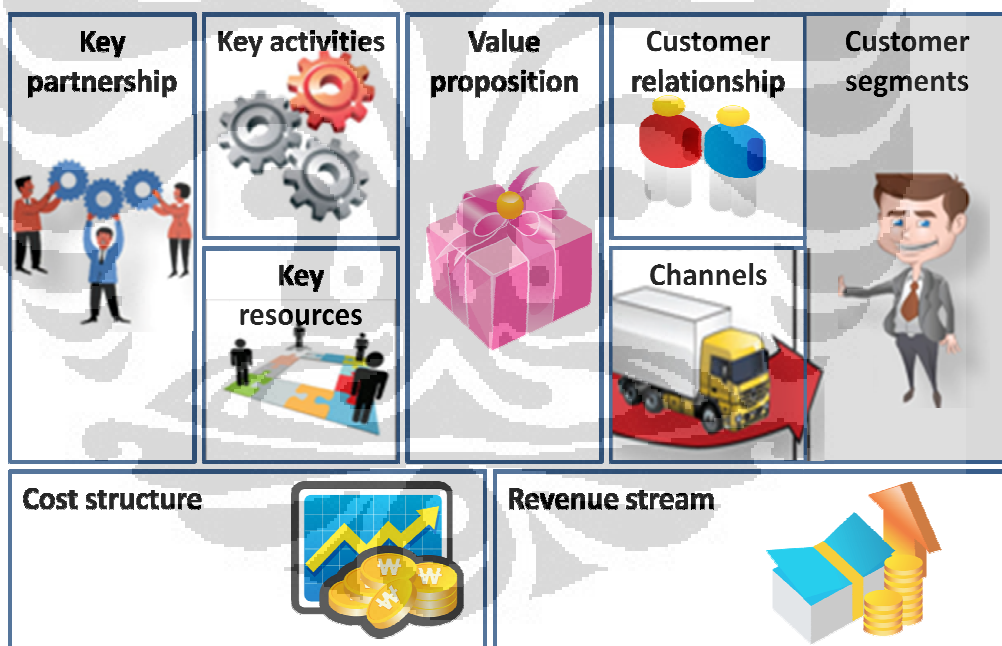 Key
partnership
Key activities
Key
resources
Value
proposition
Customer
relationship
Channels
Customer
segments
Cost structure
₩
₩
₩
Revenue stream